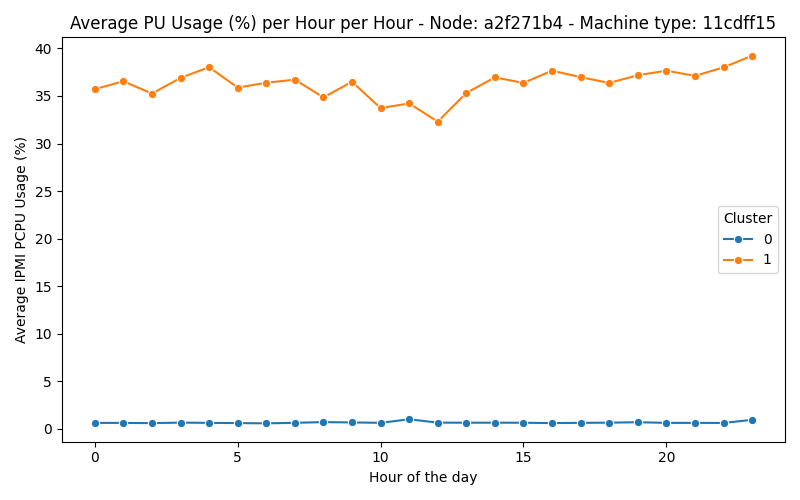 Average PU Usage (%) per Hour per Hour - Node: a2f271b4 - Machine type: 11cdff15
Average IPMI PCPU Usage (%)
40
35
30
25
20
15
10
5
0
Cluster
0
1
0 5 10 15 20
Hour of the day